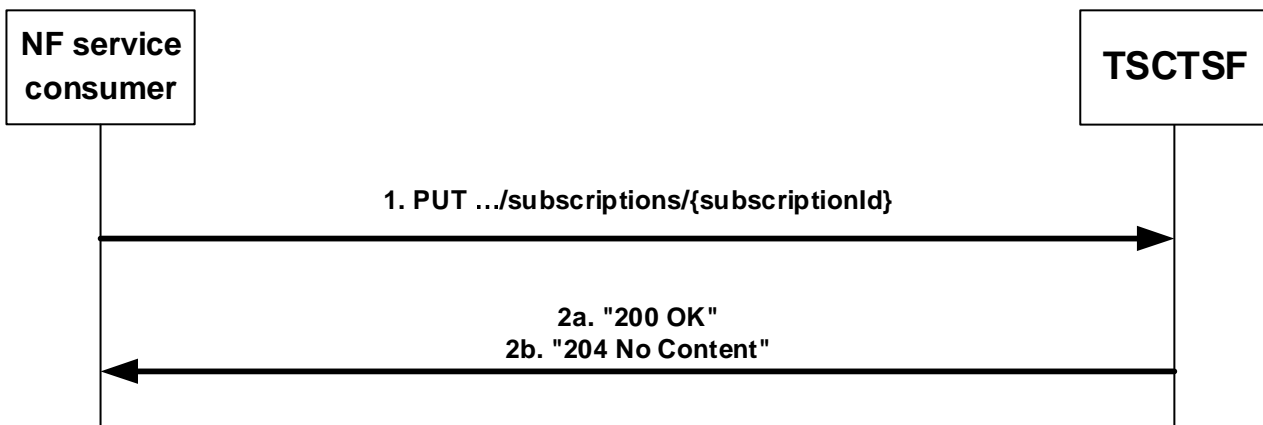 NF service
consumer
TSCTSF
1. PUT …/subscriptions/{subscriptionId}
2a. "200 OK"
2b. "204 No Content"